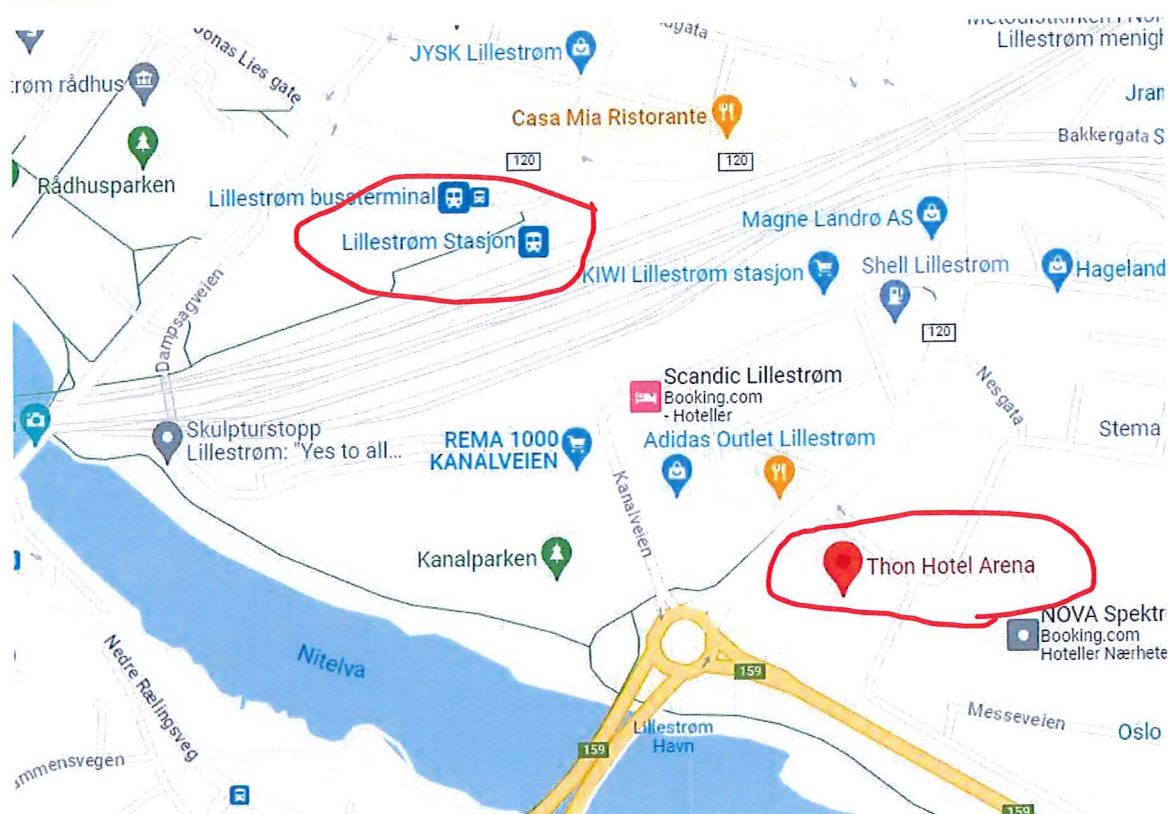 Jonas Lies gate
JYSK Lillestrøm
Lillestrøm menigh
trøm rådhus
Jran
Casa Mia Ristorante
Bakkergata S
120
120
Rådhusparken
Lillestrøm bussterminal
Lillestrøm Stasjon
Magne Landrø AS
KIWI Lillestrøm stasjon
Shell Lillestrøm
Hageland
Dampsagveien
120
Scandic Lillestrøm
Booking.com
- Hoteller
Nesgata
Skulpturstopp
Lillestrøm: "Yes to all...
REMA 1000
KANALVEIEN
Adidas Outlet Lillestrøm
Stema
Kanalveien
Kanalparken
Thon Hotel Arena
NOVA Spektr
Booking.com
Hoteller Nærhete
Nitelva
Nedre Rælingsveg
159
Messeveien
Oslo
Lillestrøm
Havn
159
ammensvegen
159